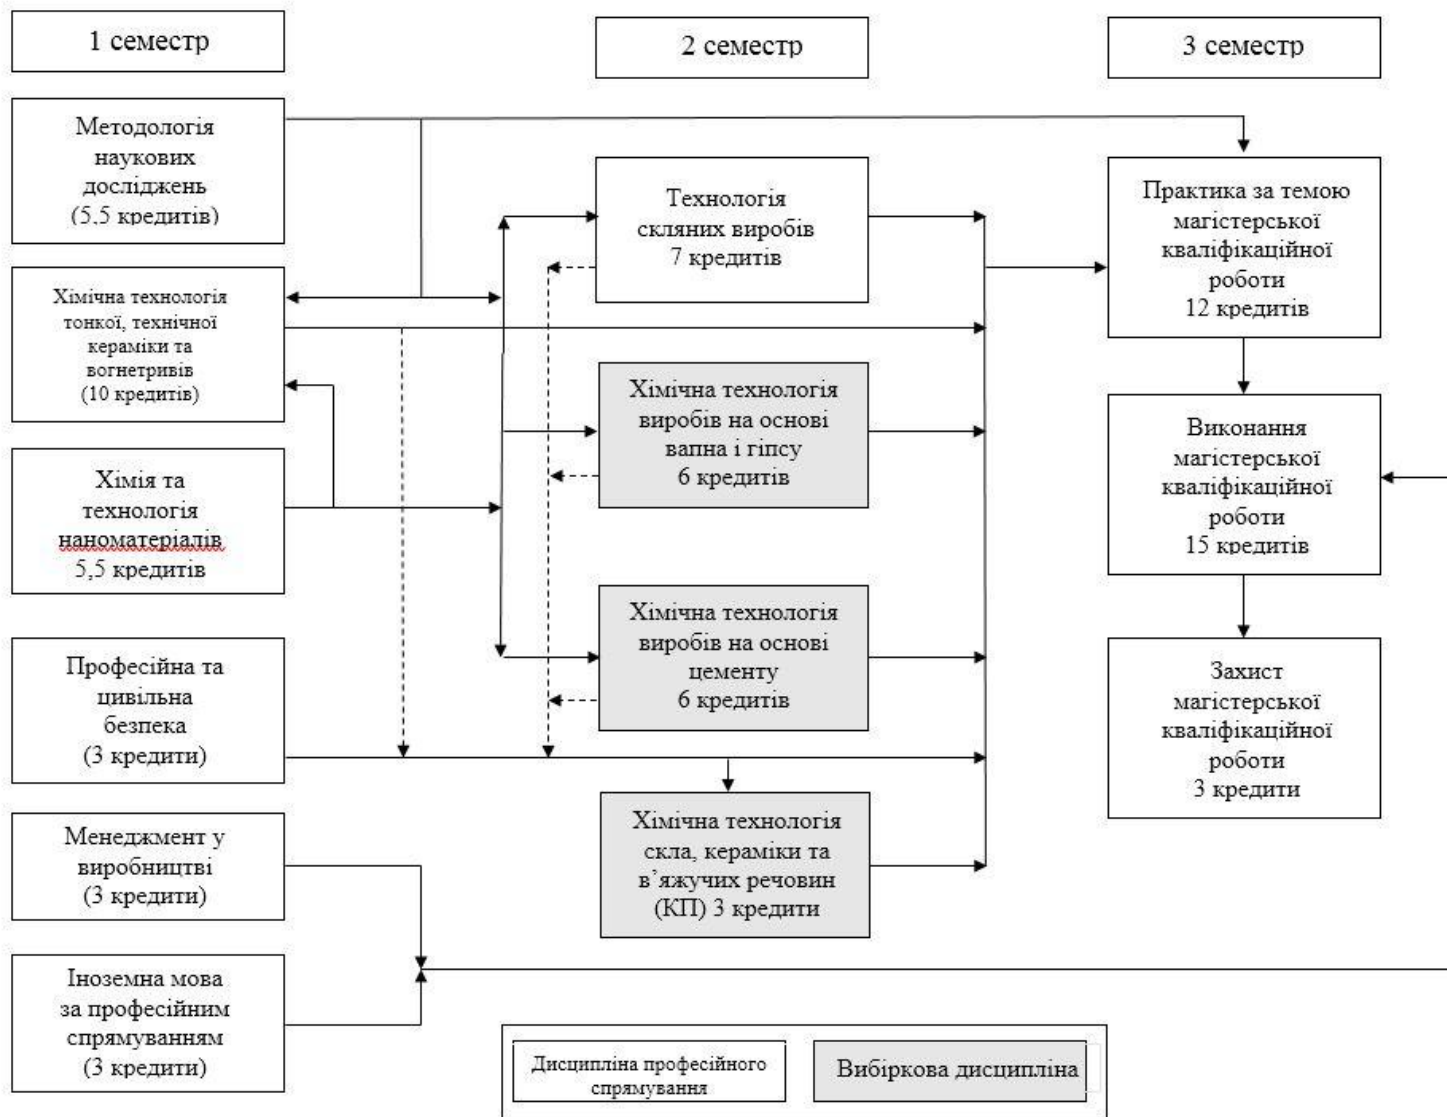 1 семестр
2 семестр
3 семестр
Методологія
наукових
досліджень
(5,5 кредитів)
Хімічна технологія
тонкої, технічної
кераміки та
вогнетривів
(10 кредитів)
Хімія та
технологія
наноматеріалів
5,5 кредитів
Професійна та
цивільна
безпека
(3 кредити)
Менеджмент у
виробництві
(3 кредити)
Іноземна мова
за професійним
спрямуванням
(3 кредити)
Технологія
скляних виробів
7 кредитів
Хімічна технологія
виробів на основі
вапна і гіпсу
6 кредитів
Хімічна технологія
виробів на основі
цементу
6 кредитів
Хімічна технологія
скла, кераміки та
в’яжучих речовин
(КП) 3 кредити
Практика за темою
магістерської
кваліфікаційної
роботи
12 кредитів
Виконання
магістерської
кваліфікаційної
роботи
15 кредитів
Захист
магістерської
кваліфікаційної
роботи
3 кредити
Дисципліна професійного
спрямування
Вибіркова дисципліна